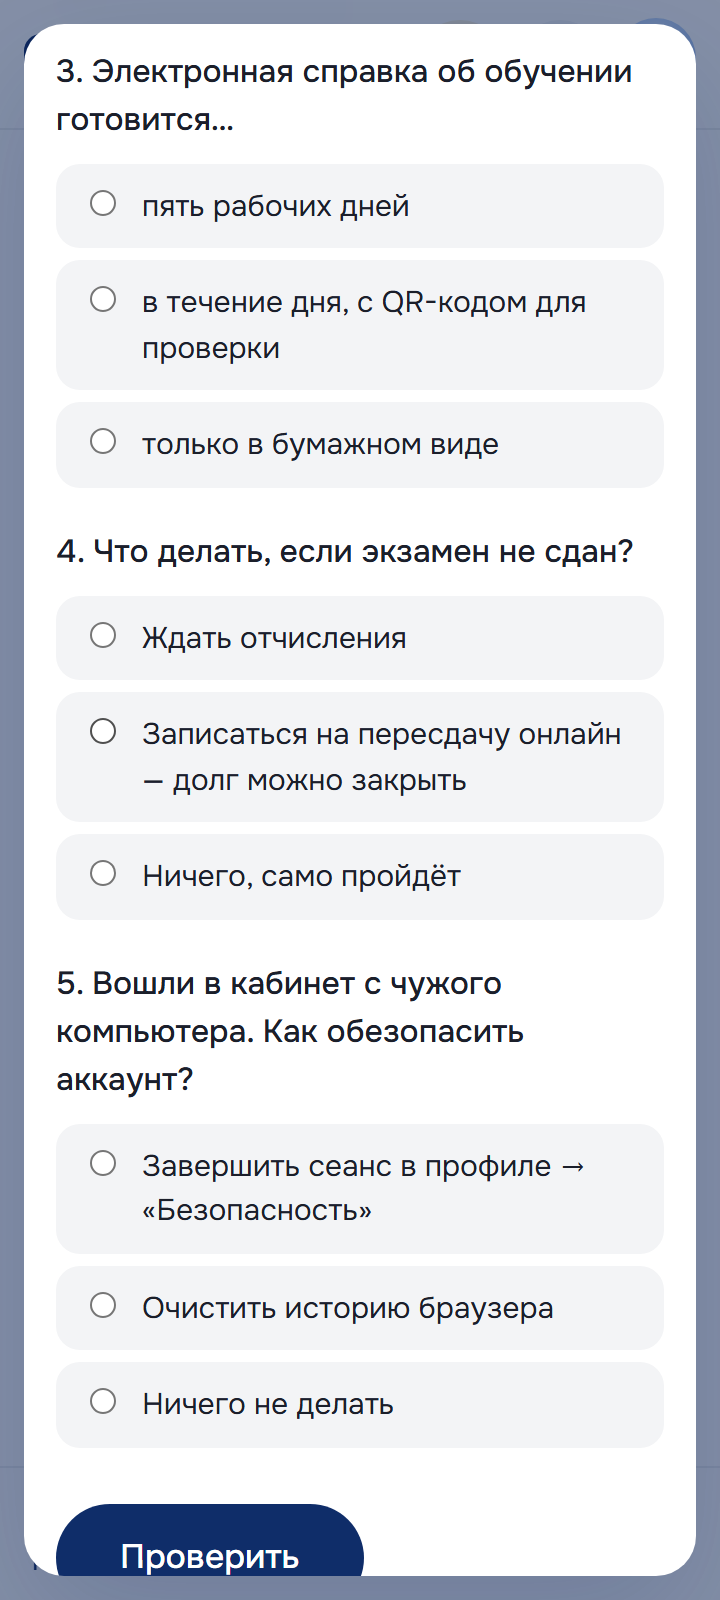 3. Электронная справка об обучении
готовится...
пять рабочих дней
в течение дня, с QR-кодом для
проверки
только в бумажном виде
4. Что делать, если экзамен не сдан?
Ждать отчисления
Записаться на пересдачу онлайн
— долг можно закрыть
Ничего, само пройдёт
5. Вошли в кабинет с чужого
компьютера. Как обезопасить
аккаунт?
Завершить сеанс в профиле →
«Безопасность»
Очистить историю браузера
Ничего не делать
Проверить